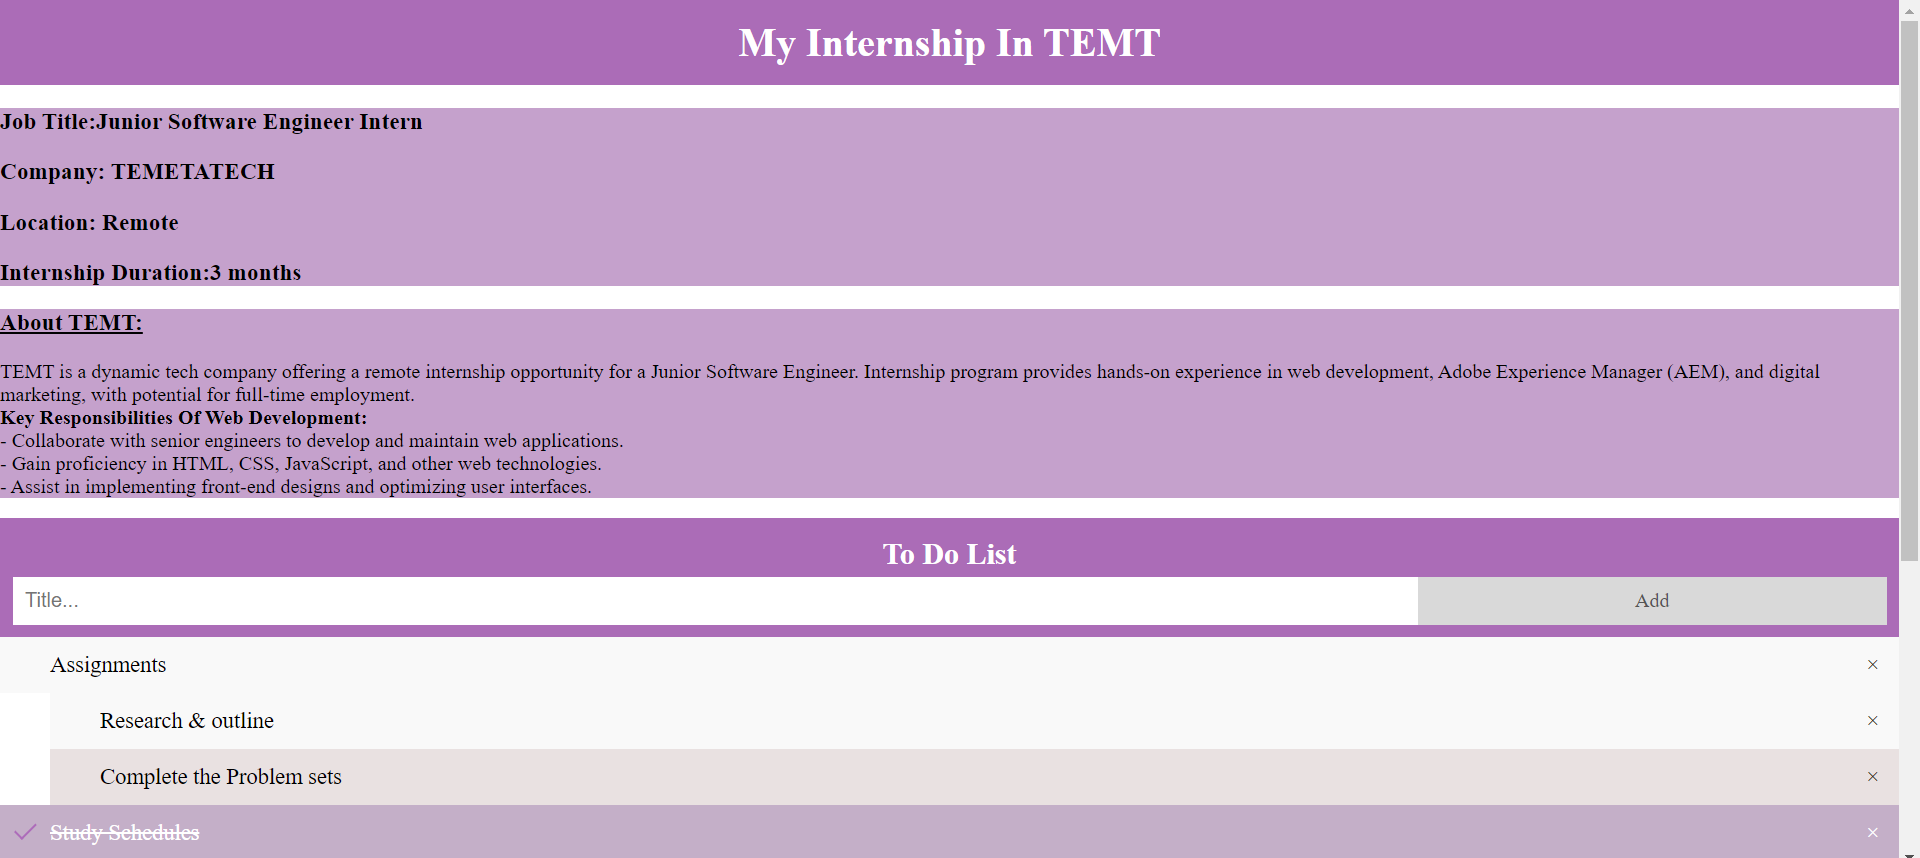 My Internship In TEMT
Job Title:Junior Software Engineer Intern
Company: TEMETATECH
Location: Remote
Internship Duration:3 months
About TEMT:
TEMT is a dynamic tech company offering a remote internship opportunity for a Junior Software Engineer. Internship program provides hands-on experience in web development, Adobe Experience Manager (AEM), and digital
marketing, with potential for full-time employment.
Key Responsibilities Of Web Development:
- Collaborate with senior engineers to develop and maintain web applications.
- Gain proficiency in HTML, CSS, JavaScript, and other web technologies.
- Assist in implementing front-end designs and optimizing user interfaces.
To Do List
Title... Add
Assignments ×
Research & outline ×
Complete the Problem sets ×
Study Schedules ×